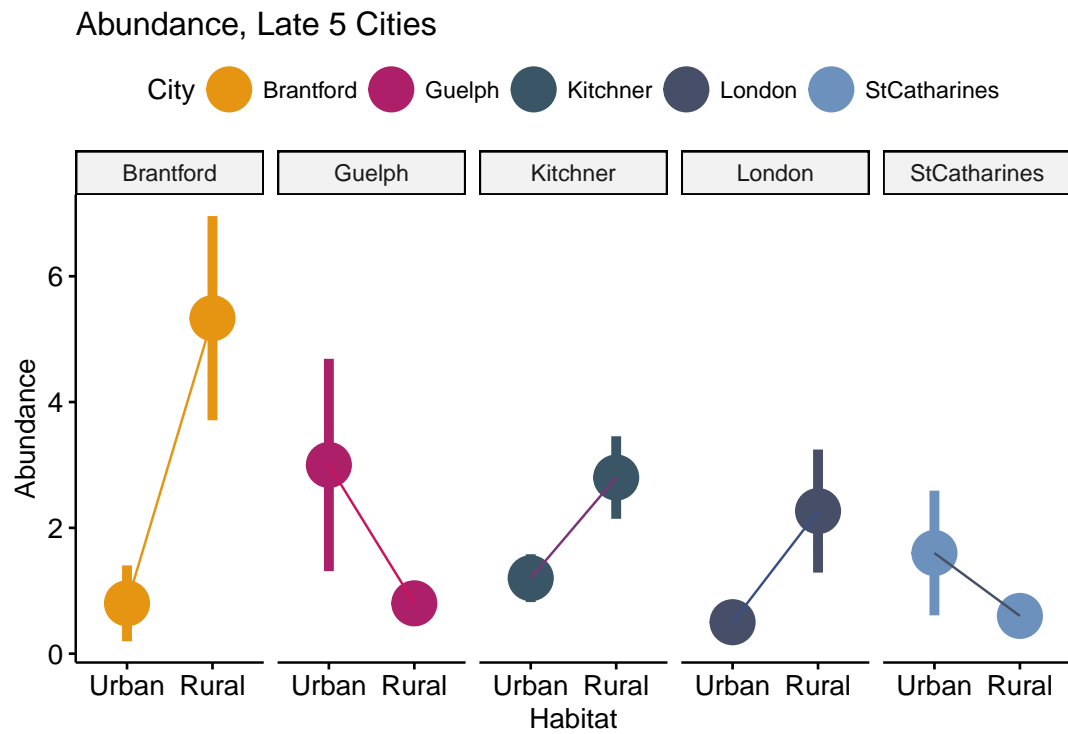 Abundance, Late 5 Cities
City Brantford Guelph Kitchner London StCatharines
Brantford Guelph Kitchner London StCatharines
6
4
2
0
Abundance
Urban Rural Urban Rural Urban Rural Urban Rural Urban Rural
Habitat